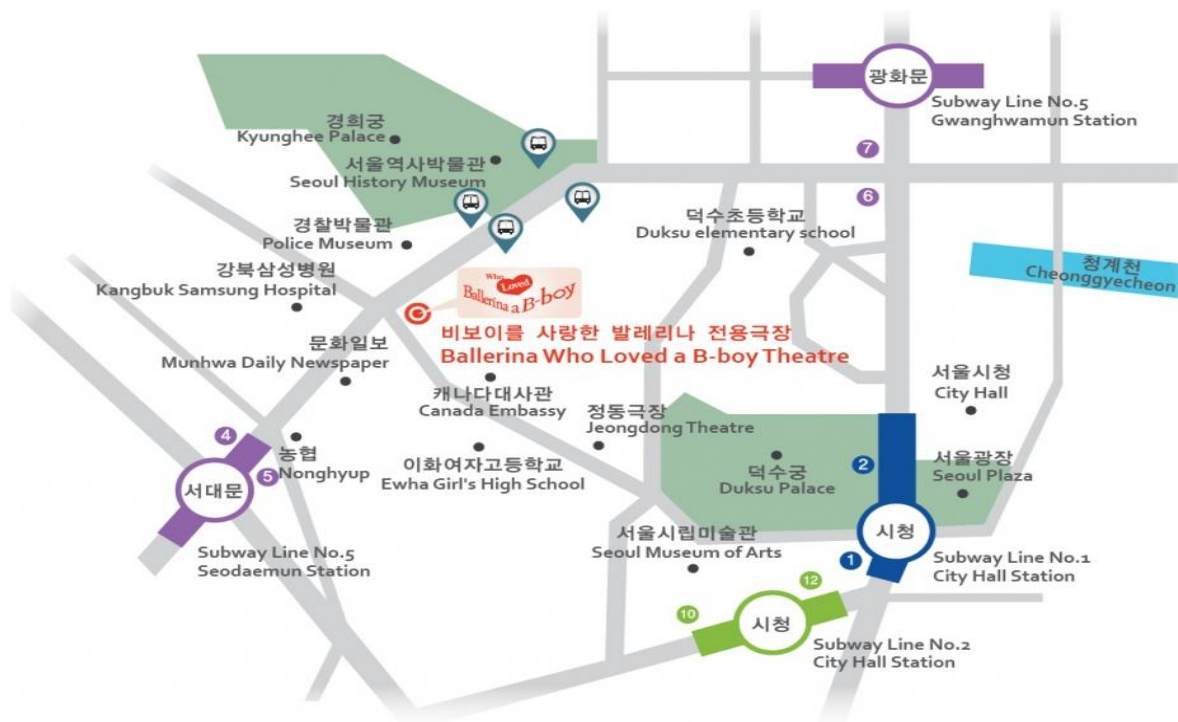 광화문
Subway Line No.5
Gwanghwamun Station
7
6
경희궁
Kyunghee Palace
서울역사박물관
Seoul History Museum
경찰박물관
Police Museum
덕수초등학교
Duksu elementary school
강북삼성병원
Kangbuk Samsung Hospital
청계천
Cheonggyecheon
Who Loved
Ballerina a B-boy
비보이를 사랑한 발레리나 전용극장
Ballerina Who Loved a B-boy Theatre
문화일보
Munhwa Daily Newspaper
캐나다대사관
Canada Embassy
서울시청
City Hall
정동극장
Jeongdong Theatre
4
5
농협
Nonghyup
이화여자고등학교
Ewha Girl's High School
덕수궁
Duksu Palace
2
서울광장
Seoul Plaza
서대문
Subway Line No.5
Seodaemun Station
서울시립미술관
Seoul Museum of Arts
시청
1
Subway Line No.1
City Hall Station
12
10
시청
Subway Line No.2
City Hall Station